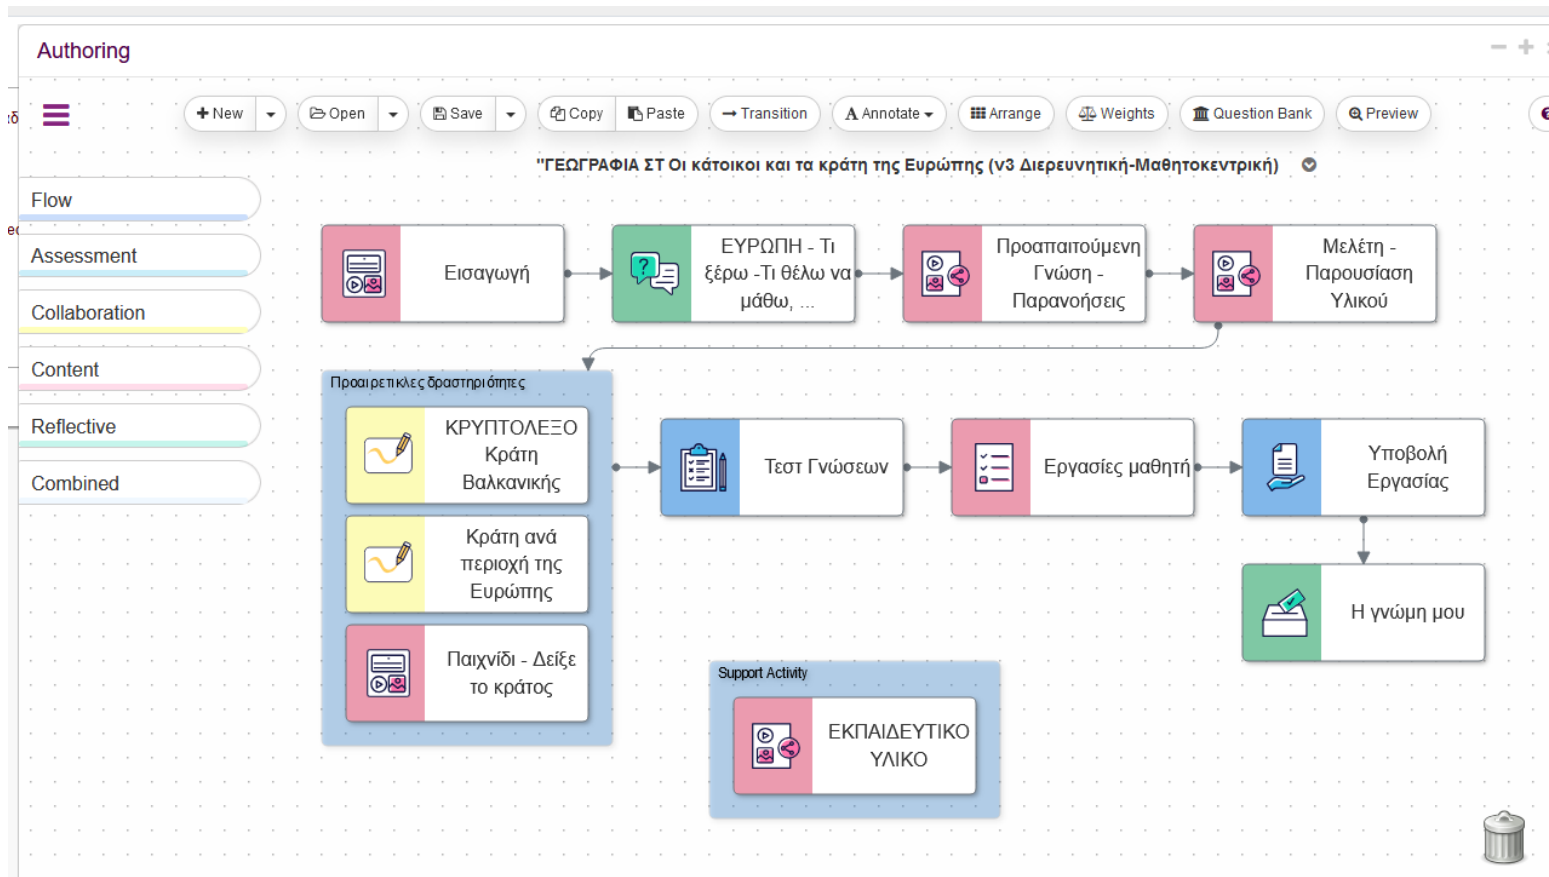 Authoring
New
Open
Save
Copy
Paste
Transition
Annotate
Arrange
Weights
Question Bank
Preview
"ΓΕΩΓΡΑΦΙΑ ΣΤ Οι κάτοικοι και τα κράτη της Ευρώπης (v3 Διερευνητική-Μαθητοκεντρική)
Flow
Assessment
Collaboration
Content
Reflective
Combined
Εισαγωγή
ΕΥΡΩΠΗ - Τι
ξέρω -Τι θέλω να
μάθω, ...
Προαπαιτούμενη
Γνώση -
Παρανοήσεις
Μελέτη -
Παρουσίαση
Υλικού
Προαιρετικλες δραστηριότητες
ΚΡΥΠΤΟΛΕΞΟ
Κράτη
Βαλκανικής
Κράτη ανά
περιοχή της
Ευρώπης
Παιχνίδι - Δείξε
το κράτος
Τεστ Γνώσεων
Εργασίες μαθητή
Υποβολή
Εργασίας
Η γνώμη μου
Support Activity
ΕΚΠΑΙΔΕΥΤΙΚΟ
ΥΛΙΚΟ